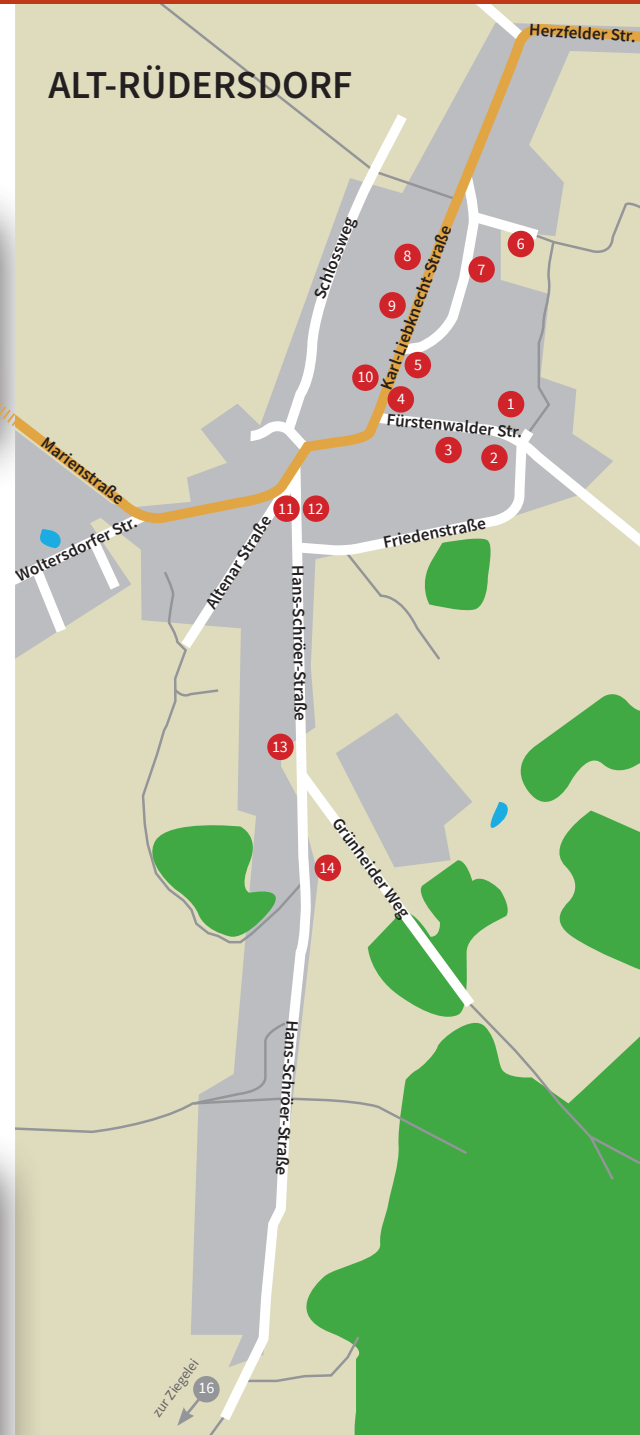 Herzfelder Str.
ALT-RÜDERSDORF
Schlossweg
Karl-Liebknecht-Straße
6
8
7
9
5
10
4
1
Fürstenwalder Str.
3
2
Marienstraße
11
12
Friedenstraße
Woltersdorfer Str.
Altenar Straße
Hans-Schröer-Straße
13
Grünheider Weg
14
Hans-Schröer-Straße
zur Ziegelei
16